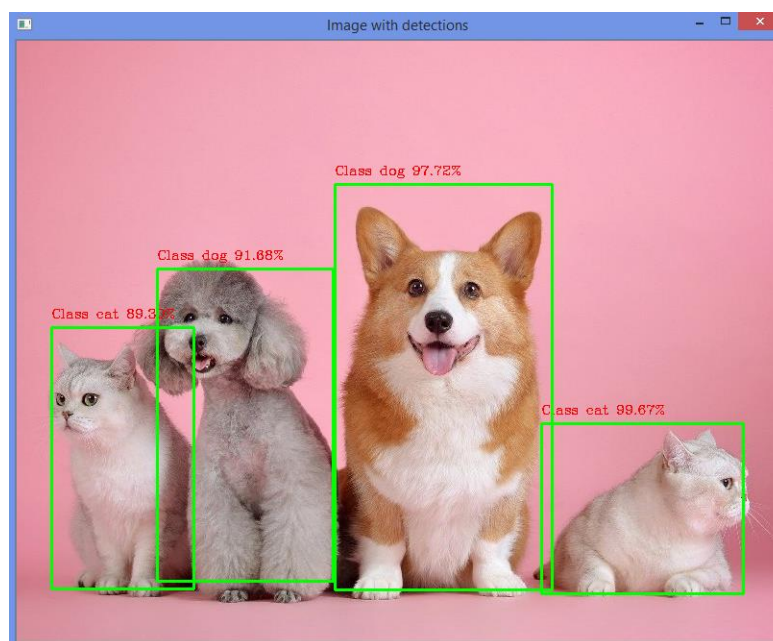 Image with detections
Class dog 97.72%
Class dog 91.68%
Class cat
Class cat 99.67%